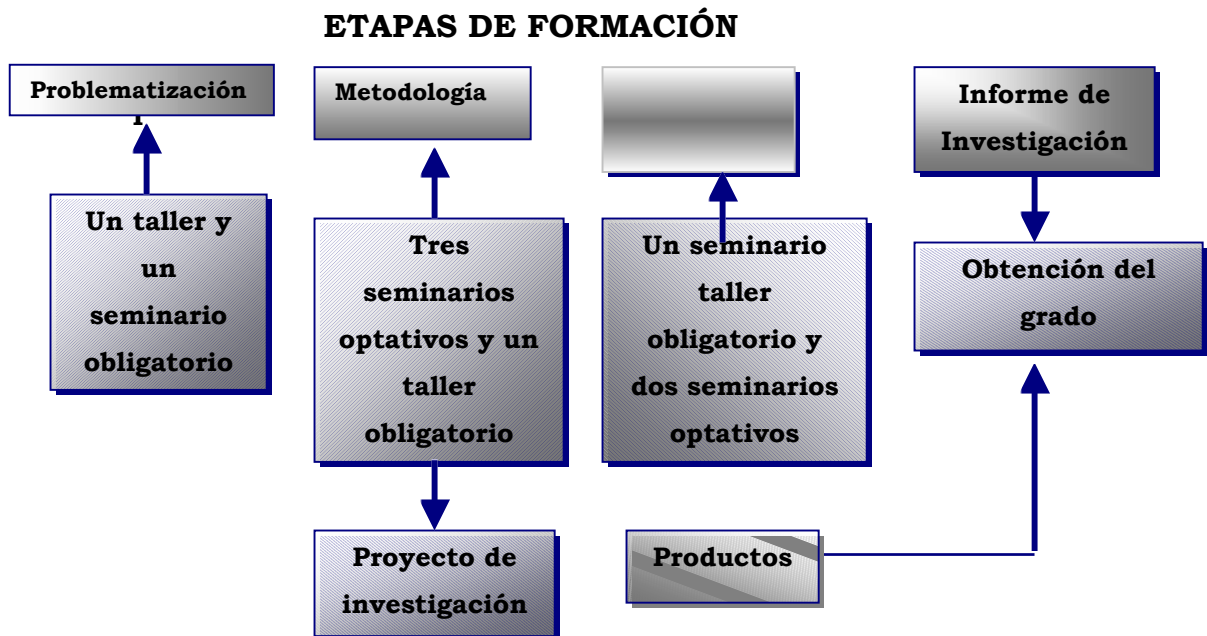 ETAPAS DE FORMACIÓN
Problematización
Metodología
Informe de
Investigación
Un taller y
un
seminario
obligatorio
Tres
seminarios
optativos y un
taller
obligatorio
Un seminario
taller
obligatorio y
dos seminarios
optativos
Obtención del
grado
Proyecto de
investigación
Productos